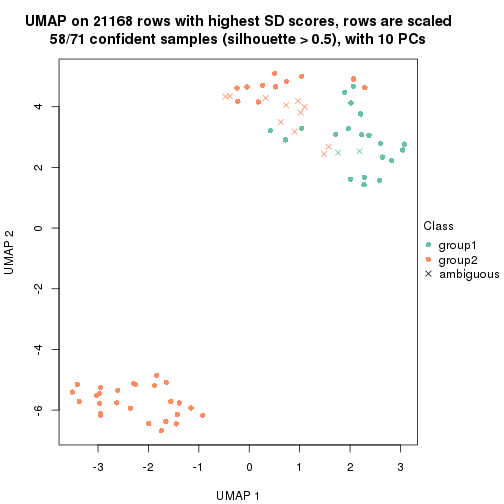 UMAP on 21168 rows with highest SD scores, rows are scaled
58/71 confident samples (silhouette > 0.5), with 10 PCs
UMAP 2
4
2
0
-2
-4
-6
-3
-2
-1
0
1
2
3
UMAP 1
Class
group1
group2
ambiguous